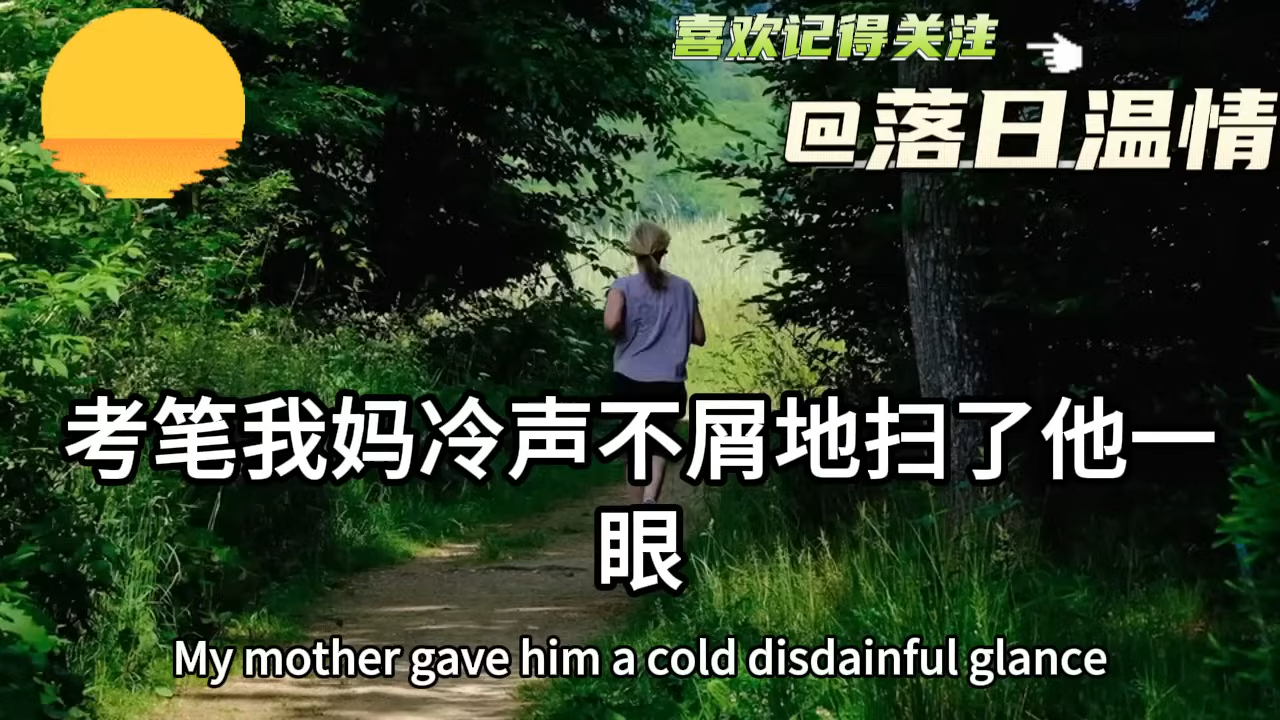 喜欢记得关注
@落日温情
考笔我妈冷声不屑地扫了他一
眼
My mother gave him a cold disdainful glance